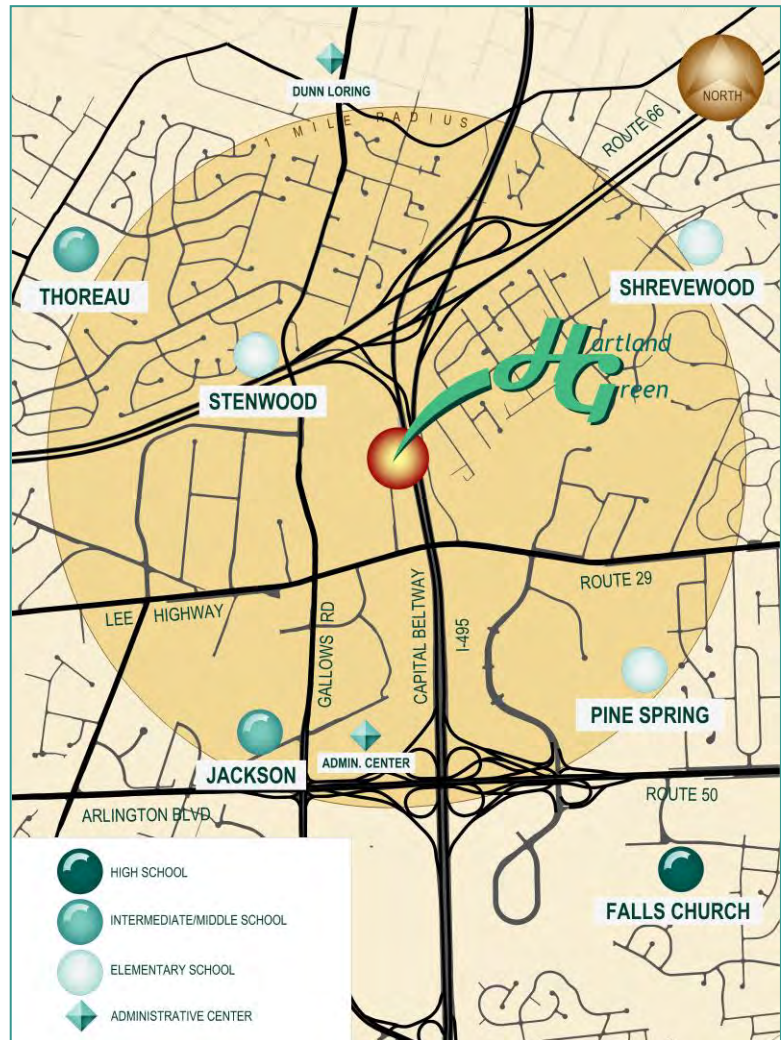 DUNN LORING
NORTH
1 MILE RADIUS
ROUTE 66
THOREAU
SHREVEWOOD
Hartland
Green
STENWOOD
ROUTE 29
LEE HIGHWAY
GALLOWS RD
CAPITAL BELTWAY
I-495
PINE SPRING
JACKSON
ADMIN. CENTER
ROUTE 50
ARLINGTON BLVD
HIGH SCHOOL
FALLS CHURCH
INTERMEDIATE/MIDDLE SCHOOL
ELEMENTARY SCHOOL
ADMINISTRATIVE CENTER